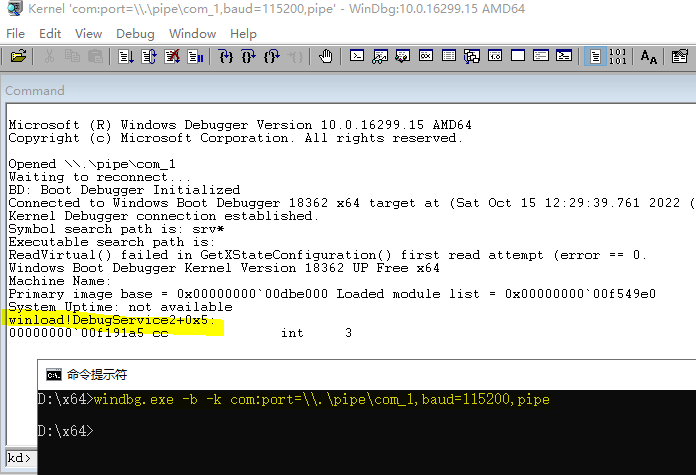 Kernel 'com:port=\\.\pipe\com_1,baud=115200,pipe' - WinDbg:10.0.16299.15 AMD64
File Edit View Debug Window Help
Command
Microsoft (R) Windows Debugger Version 10.0.16299.15 AMD64
Copyright (c) Microsoft Corporation. All rights reserved.
Opened \\.\pipe\com_1
Waiting to reconnect...
BD: Boot Debugger Initialized
Connected to Windows Boot Debugger 18362 x64 target at (Sat Oct 15 12:29:39.761 2022 (
Kernel Debugger connection established.
Symbol search path is: srv*
Executable search path is:
ReadVirtual() failed in GetXStateConfiguration() first read attempt (error == 0.
Windows Boot Debugger Kernel Version 18362 UP Free x64
Machine Name:
Primary image base = 0x00000000`00dbe000 Loaded module list = 0x00000000`00f549e0
System Uptime: not available
winload!DebugService2+0x5:
00000000`00f191a5 cc int 3
命令提示符
D:\x64>windbg.exe -b -k com:port=\\.\pipe\com_1,baud=115200,pipe
D:\x64>
kd>